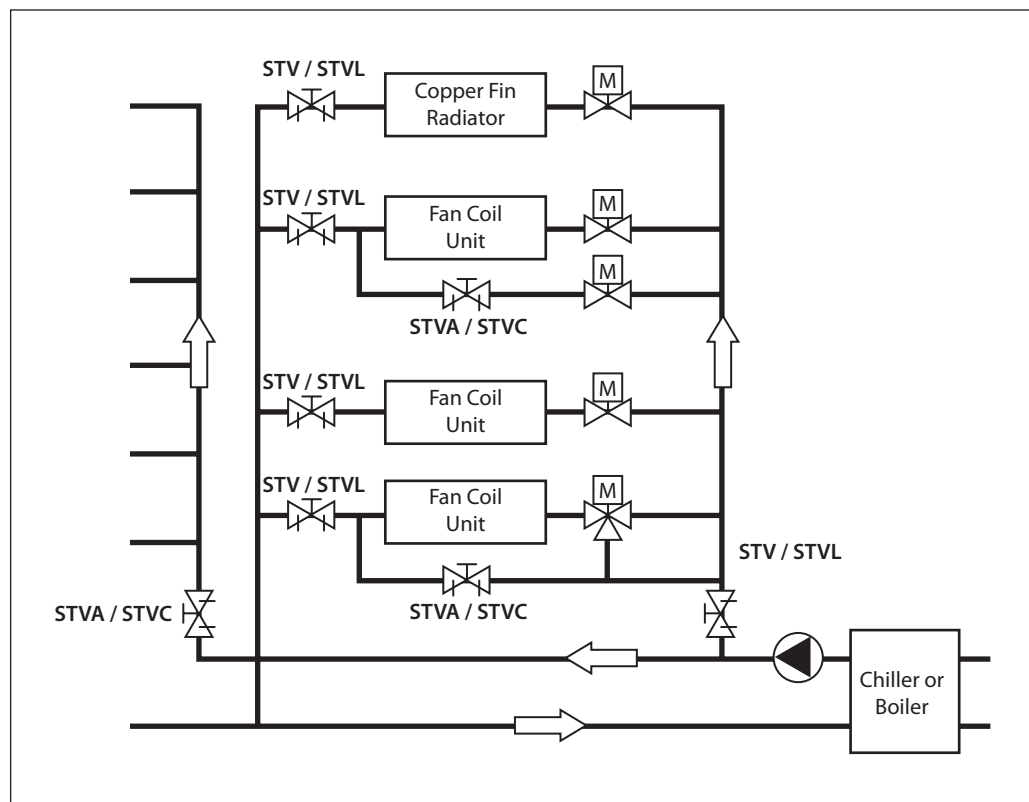 STV / STVL
M
Copper Fin
Radiator
STV / STVL
M
Fan Coil
Unit
M
STVA / STVC
STV / STVL
M
Fan Coil
Unit
STV / STVL
M
Fan Coil
Unit
STV / STVL
STVA / STVC
STVA / STVC
Chiller or
Boiler